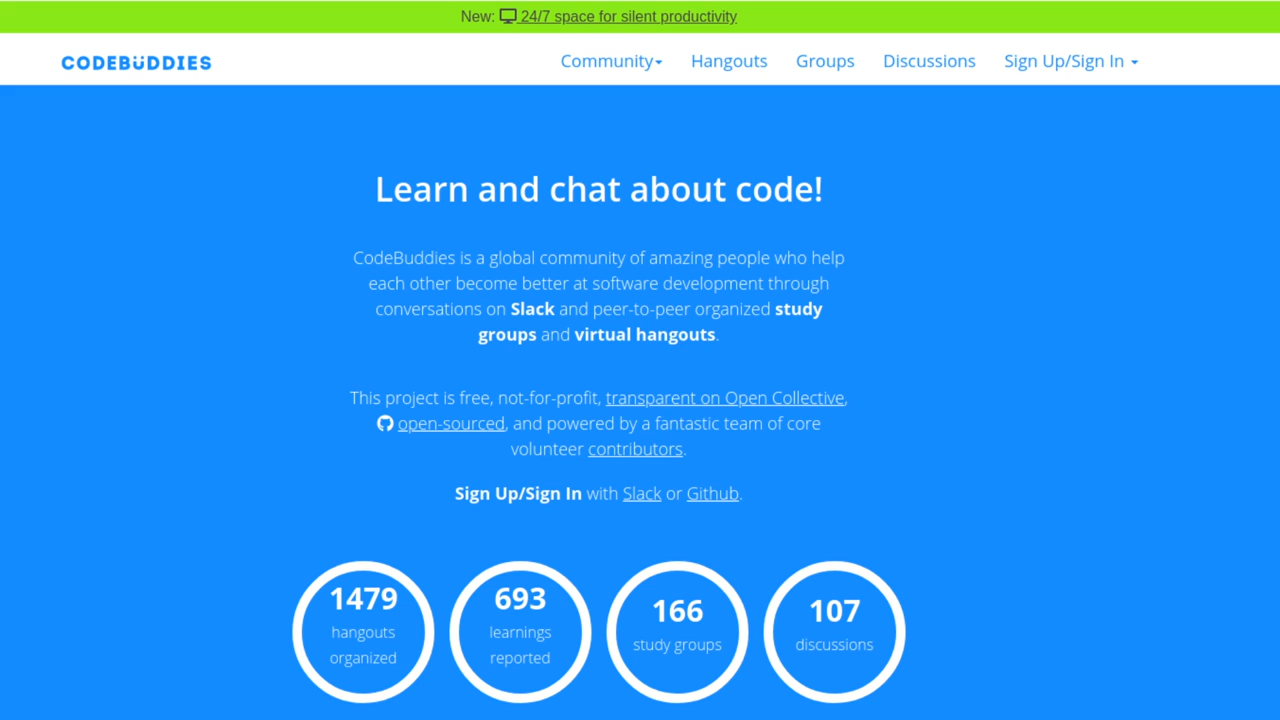 New: 24/7 space for silent productivity
CODEBUDDIES
Community Hangouts Groups Discussions Sign Up/Sign In
Learn and chat about code!
CodeBuddies is a global community of amazing people who help
each other become better at software development through
conversations on Slack and peer-to-peer organized study
groups and virtual hangouts.
This project is free, not-for-profit, transparent on Open Collective,
open-sourced, and powered by a fantastic team of core
volunteer contributors.
Sign Up/Sign In with Slack or Github.
1479
hangouts
organized
693
learnings
reported
166
study groups
107
discussions